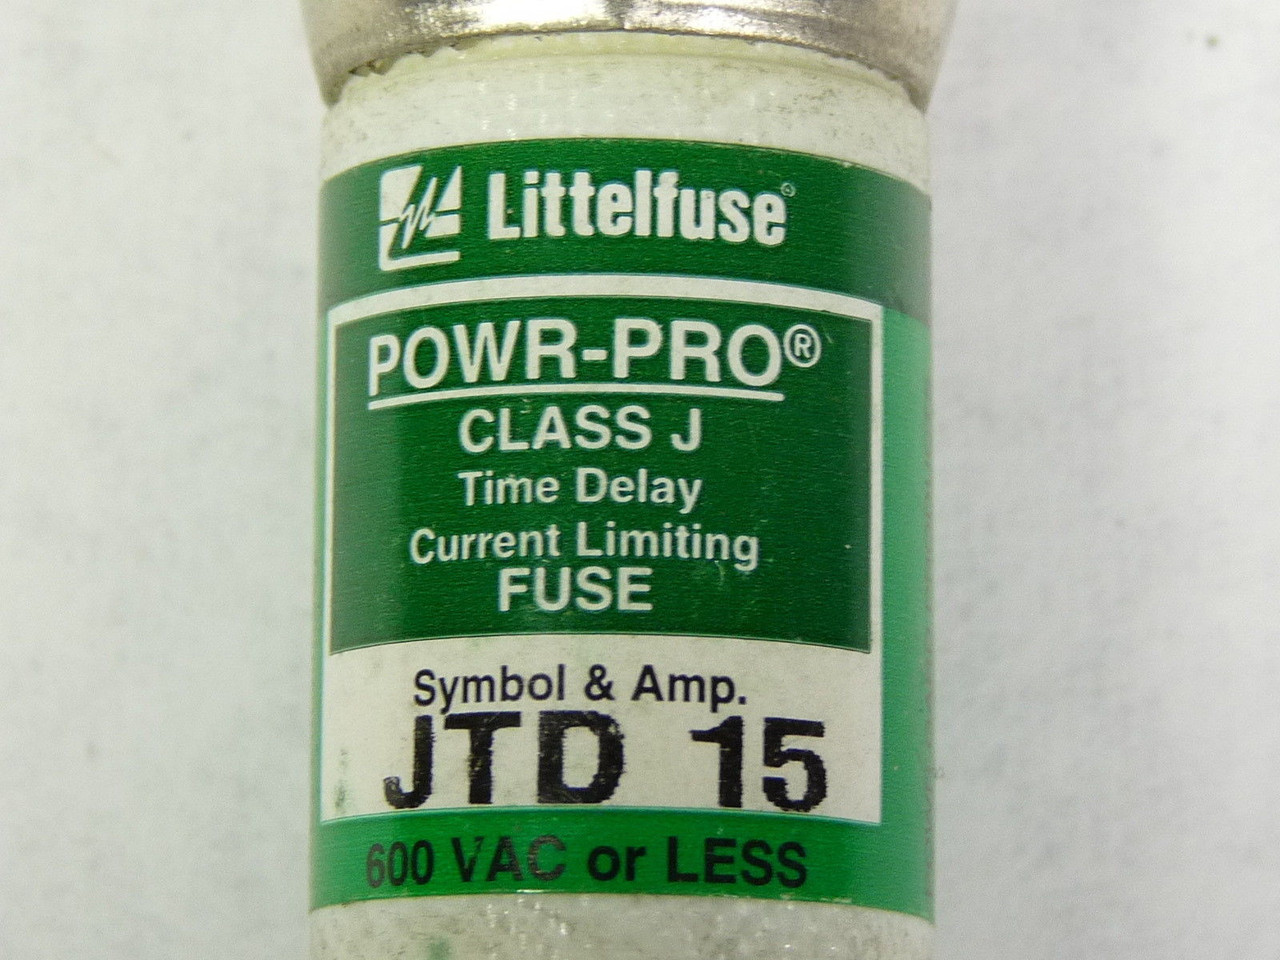 Littelfuse®
POWR-PRO®
CLASS J
Time Delay
Current Limiting
FUSE
Symbol & Amp.
JTD 15
600 VAC or LESS